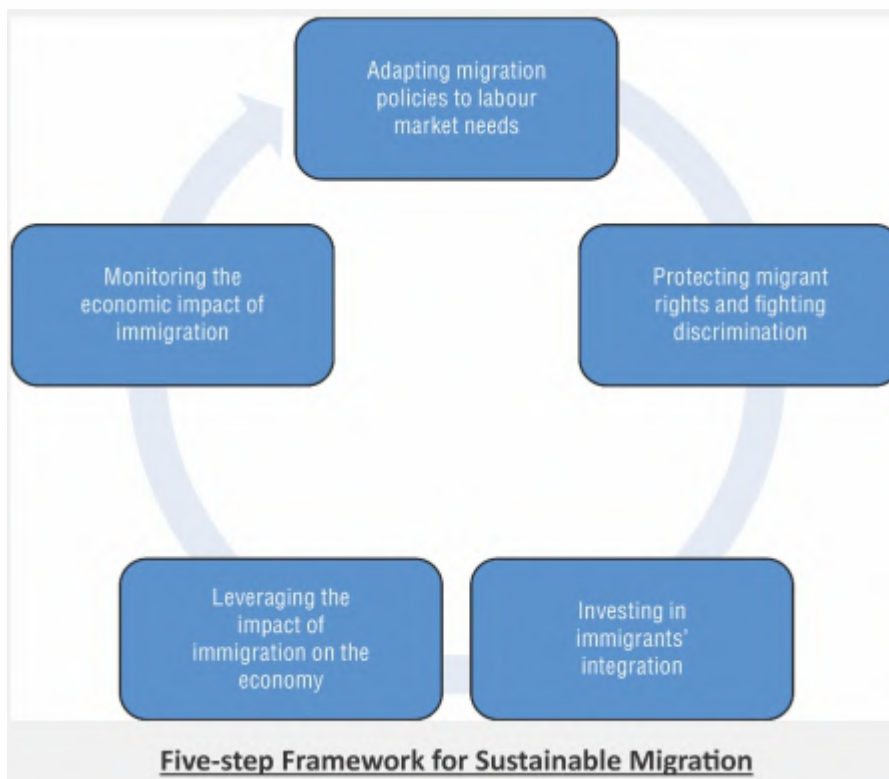 Adapting migration
policies to labour
market needs
Protecting migrant
rights and fighting
discrimination
Investing in
immigrants'
integration
Leveraging the
impact of
immigration on the
economy
Monitoring the
economic impact of
immigration
Five-step Framework for Sustainable Migration